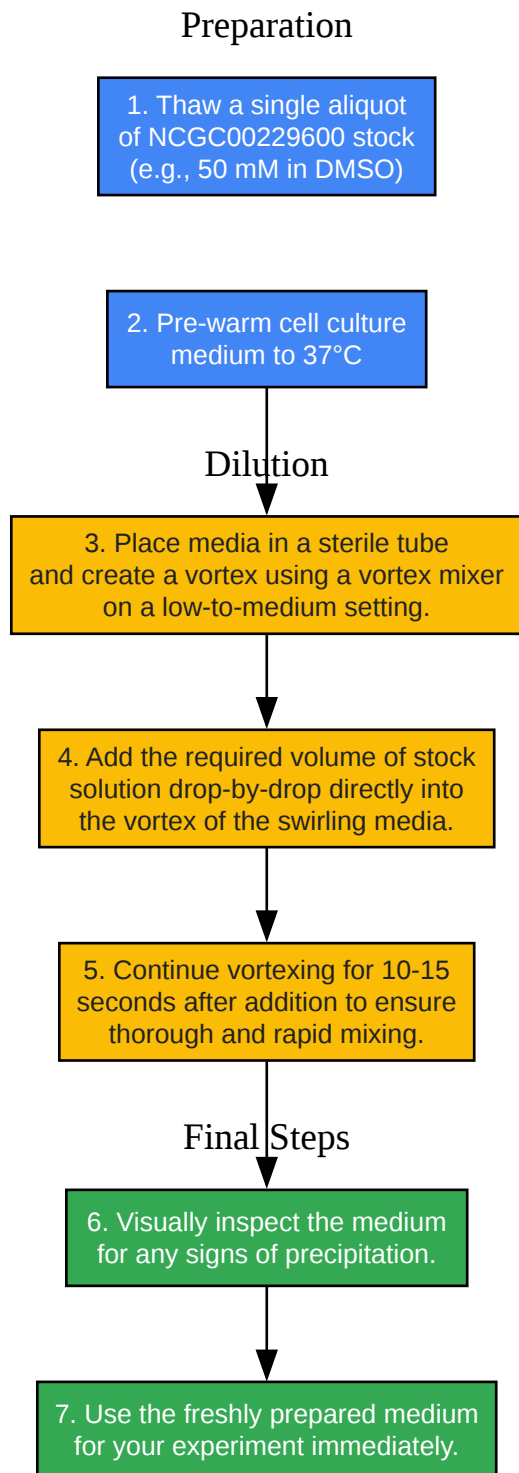 Preparation
1. Thaw a single aliquot
of NCGC00229600 stock
(e.g., 50 mM in DMSO)
2. Pre-warm cell culture
medium to 37°C
Dilution
3. Place media in a sterile tube
and create a vortex using a vortex mixer
on a low-to-medium setting.
4. Add the required volume of stock
solution drop-by-drop directly into
the vortex of the swirling media.
5. Continue vortexing for 10-15
seconds after addition to ensure
thorough and rapid mixing.
Final Steps
6. Visually inspect the medium
for any signs of precipitation.
7. Use the freshly prepared medium
for your experiment immediately.